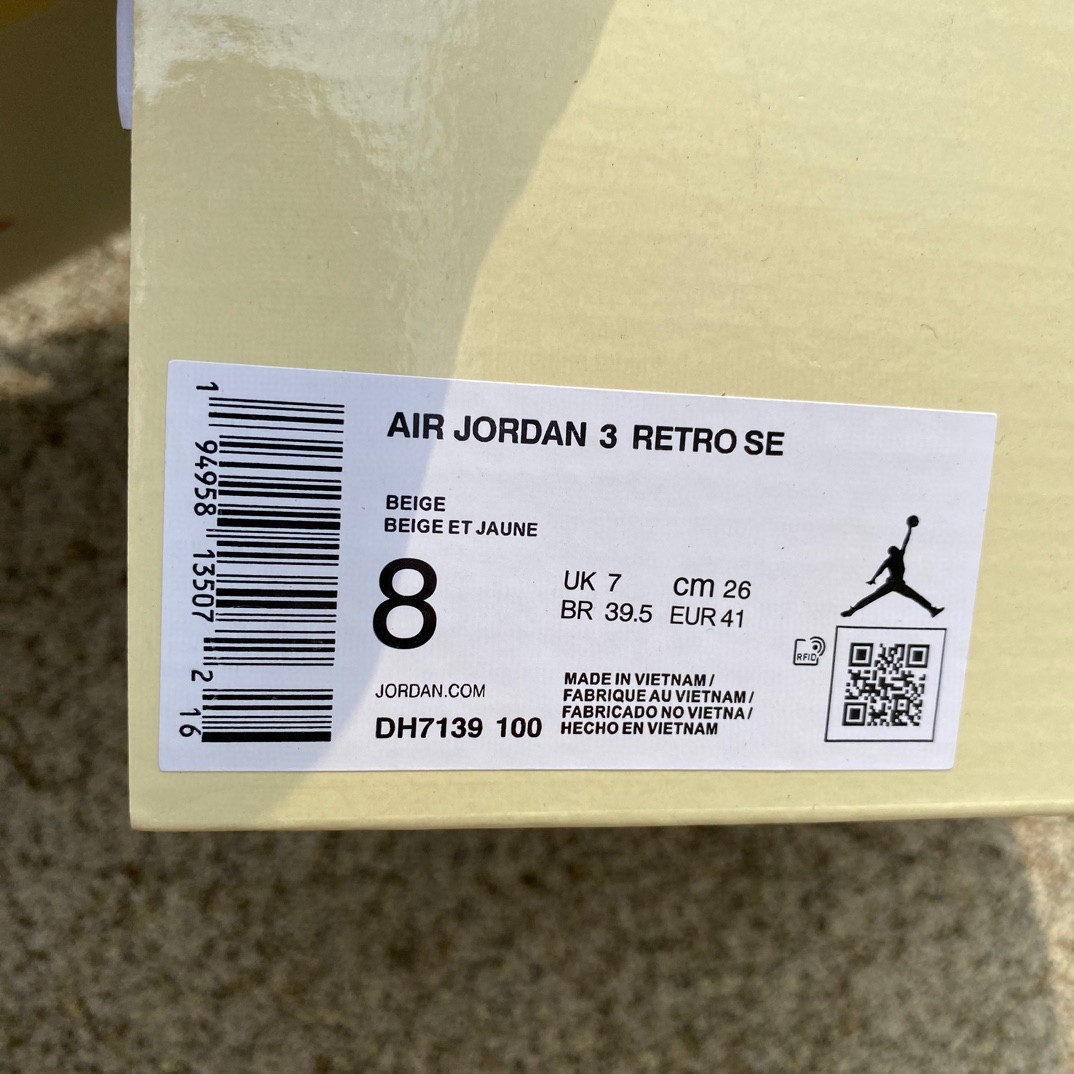 1 94958 13507 2 16
AIR JORDAN 3 RETRO SE
BEIGE
BEIGE ET JAUNE
8
UK 7 cm 26
BR 39.5 EUR 41
JORDAN.COM
DH7139 100
MADE IN VIETNAM /
FABRIQUE AU VIETNAM /
FABRICADO NO VIETNA /
HECHO EN VIETNAM
RFID